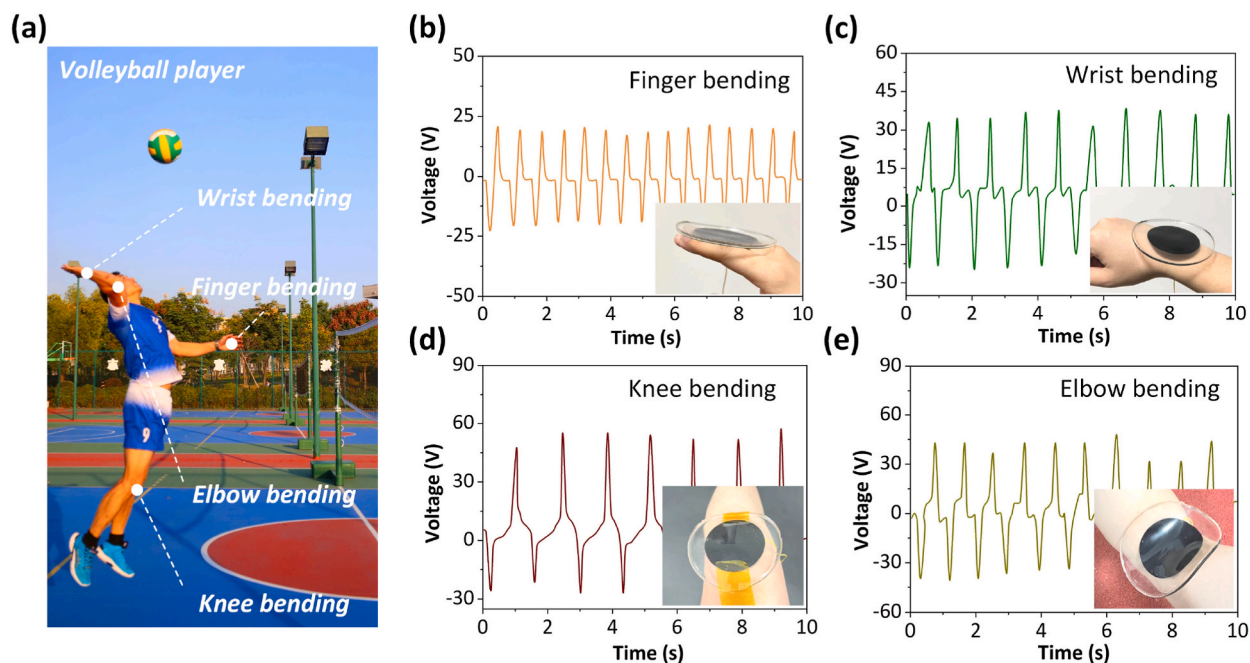 (a)
Volleyball player
Wrist bending
Finger bending
9
Elbow bending
Knee bending
(b)
50
25
0
-25
-50
Voltage (V)
Finger bending
0 2 4 6 8 10
Time (s)
(c)
60
45
30
15
0
-15
-30
Voltage (V)
Wrist bending
0 2 4 6 8 10
Time (s)
(d)
90
60
30
0
-30
Voltage (V)
Knee bending
0 2 4 6 8 10
Time (s)
(e)
90
60
30
0
-30
-60
Voltage (V)
Elbow bending
0 2 4 6 8 10
Time (s)